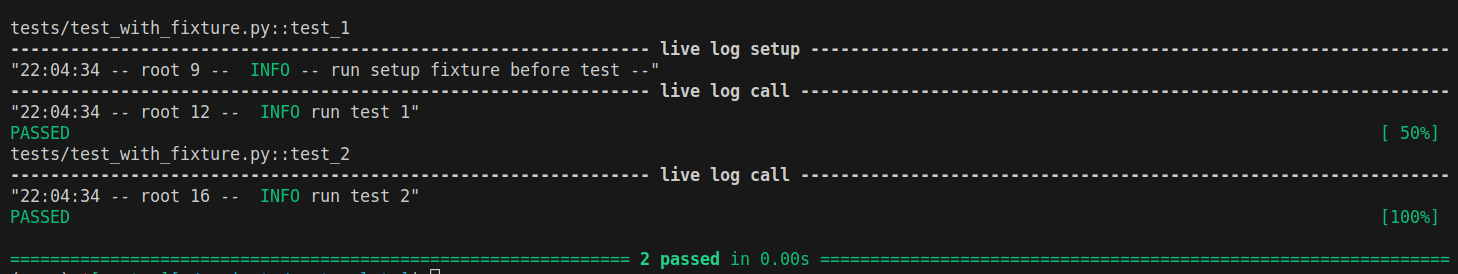 tests/test_with_fixture.py::test_1
---------------------------------------------------------------- live log setup ----------------------------------------------------------------
"22:04:34 -- root 9 --  INFO -- run setup fixture before test --"
---------------------------------------------------------------- live log call -----------------------------------------------------------------
"22:04:34 -- root 12 --  INFO run test 1"
PASSED [ 50%]
tests/test_with_fixture.py::test_2
---------------------------------------------------------------- live log call -----------------------------------------------------------------
"22:04:34 -- root 16 --  INFO run test 2"
PASSED [100%]
============================================================== 2 passed in 0.00s ===============================================================